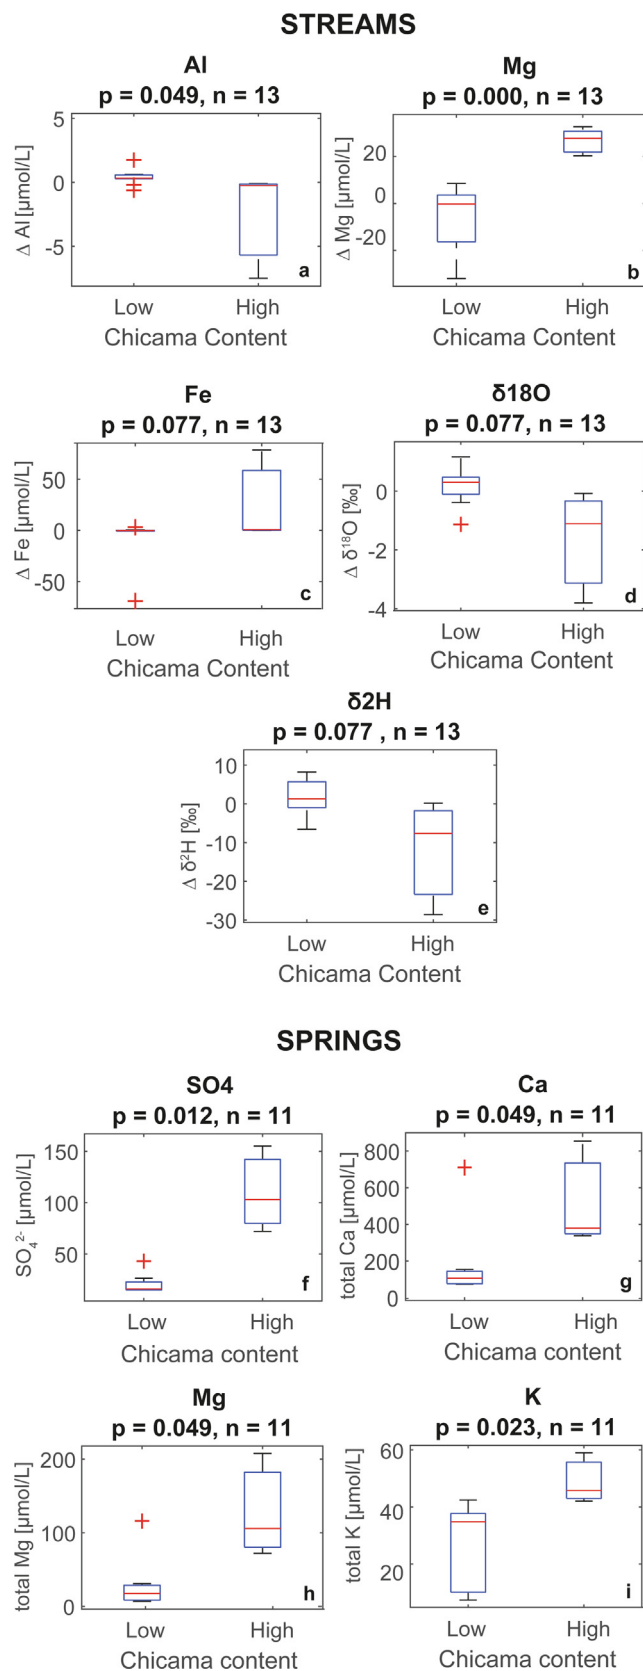 STREAMS
Al
p = 0.049, n = 13
5
0
-5
Δ Al [µmol/L]
a
Low
High
Chicama Content
Mg
p = 0.000, n = 13
20
0
-20
Δ Mg [µmol/L]
b
Low
High
Chicama Content
Fe
p = 0.077, n = 13
50
0
-50
Δ Fe [µmol/L]
c
Low
High
Chicama Content
δ18O
p = 0.077, n = 13
0
-2
-4
Δ δ¹⁸O [‰]
d
Low
High
Chicama Content
δ2H
p = 0.077 , n = 13
10
0
-10
-20
-30
Δ δ²H [‰]
e
Low
High
Chicama Content
SPRINGS
SO4
p = 0.012, n = 11
150
100
50
SO₄²⁻ [µmol/L]
f
Low
High
Chicama content
Ca
p = 0.049, n = 11
800
600
400
200
0
total Ca [µmol/L]
g
Low
High
Chicama content
Mg
p = 0.049, n = 11
200
100
0
total Mg [µmol/L]
h
Low
High
Chicama content
K
p = 0.023, n = 11
60
40
20
total K [µmol/L]
i
Low
High
Chicama content